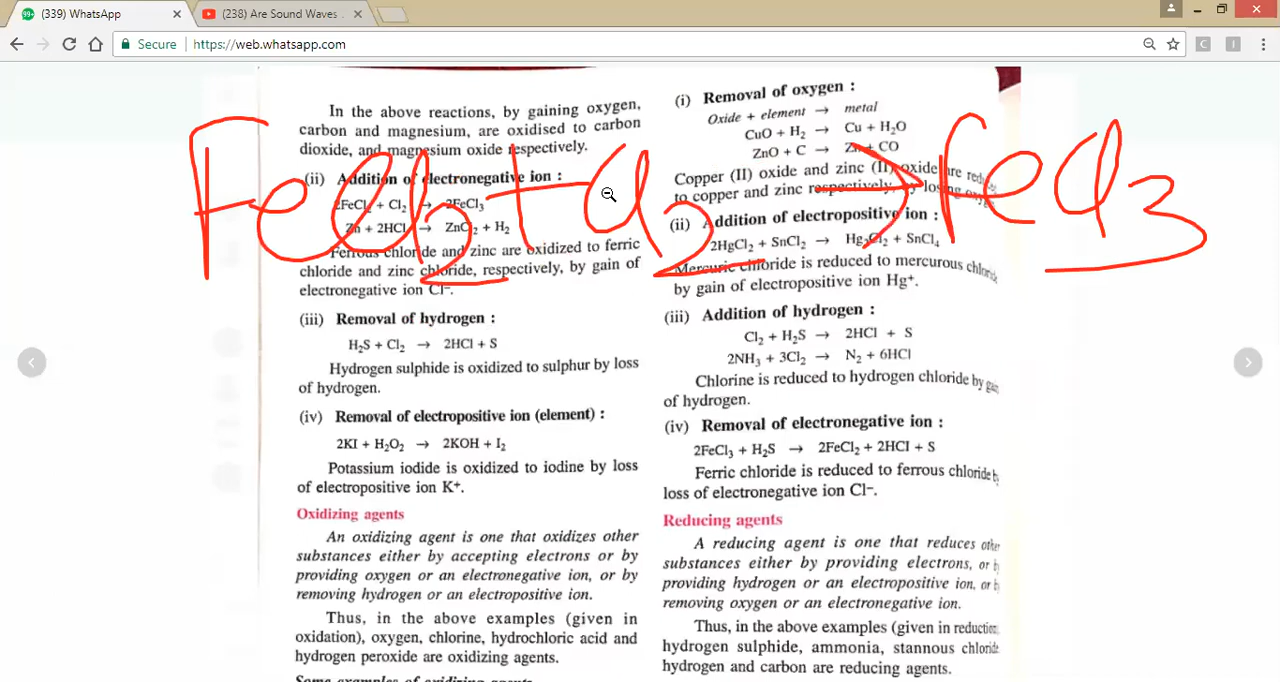 (339) WhatsApp
(238) Are Sound Waves
Secure
https://web.whatsapp.com
FeCl2 + Cl2 → FeCl3
In the above reactions, by gaining oxygen,
carbon and magnesium, are oxidised to carbon
dioxide, and magnesium oxide respectively.
(ii) Addition of electronegative ion :
2FeCl₂ + Cl₂ → 2FeCl₃
Zn + 2HCl → ZnCl₂ + H₂
Ferrous chloride and zinc are oxidized to ferric
chloride and zinc chloride, respectively, by gain of
electronegative ion Cl⁻.
(iii) Removal of hydrogen :
H₂S + Cl₂ → 2HCl + S
Hydrogen sulphide is oxidized to sulphur by loss
of hydrogen.
(iv) Removal of electropositive ion (element) :
2KI + H₂O₂ → 2KOH + I₂
Potassium iodide is oxidized to iodine by loss
of electropositive ion K⁺.
Oxidizing agents
An oxidizing agent is one that oxidizes other
substances either by accepting electrons or by
providing oxygen or an electronegative ion, or by
removing hydrogen or an electropositive ion.
Thus, in the above examples (given in
oxidation), oxygen, chlorine, hydrochloric acid and
hydrogen peroxide are oxidizing agents.
Some examples of oxidizing agents
(i) Removal of oxygen :
Oxide + element → metal
CuO + H₂ → Cu + H₂O
ZnO + C → Zn + CO
Copper (II) oxide and zinc (II) oxide are
to copper and zinc respectively, by losing
(ii) Addition of electropositive ion :
2HgCl₂ + SnCl₂ → Hg₂Cl₂ + SnCl₄
Mercuric chloride is reduced to mercurous
by gain of electropositive ion Hg⁺.
(iii) Addition of hydrogen :
Cl₂ + H₂S → 2HCl + S
2NH₃ + 3Cl₂ → N₂ + 6HCl
Chlorine is reduced to hydrogen chloride by
of hydrogen.
(iv) Removal of electronegative ion :
2FeCl₃ + H₂S → 2FeCl₂ + 2HCl + S
Ferric chloride is reduced to ferrous chloride
loss of electronegative ion Cl⁻.
Reducing agents
A reducing agent is one that reduces
substances either by providing electrons, or
providing hydrogen or an electropositive ion, or
removing oxygen or an electronegative ion.
Thus, in the above examples (given in
hydrogen sulphide, ammonia, stannous
hydrogen and carbon are reducing agents.